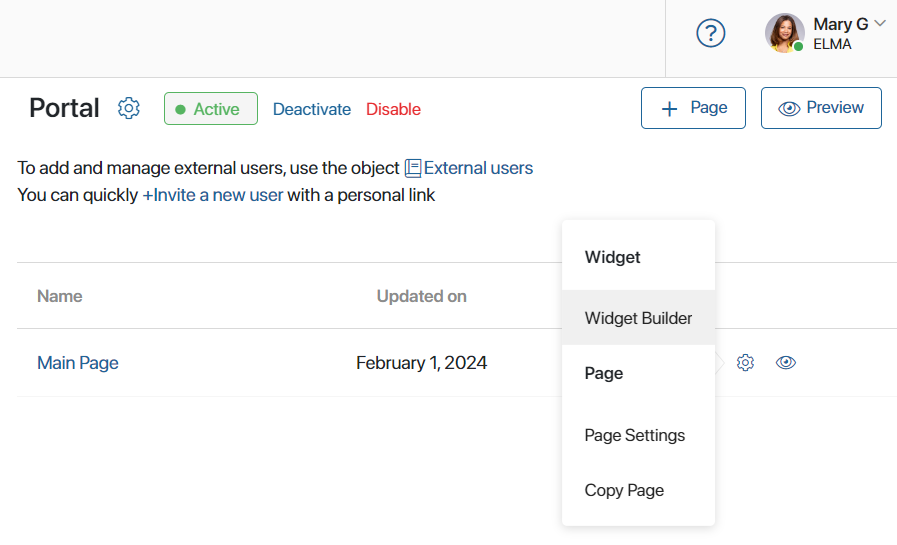 ?
Mary G
ELMA
Portal
Active
Deactivate
Disable
+ Page
Preview
To add and manage external users, use the object External users
You can quickly +Invite a new user with a personal link
Widget
Name
Updated on
Widget Builder
Main Page
February 1, 2024
Page
Page Settings
Copy Page